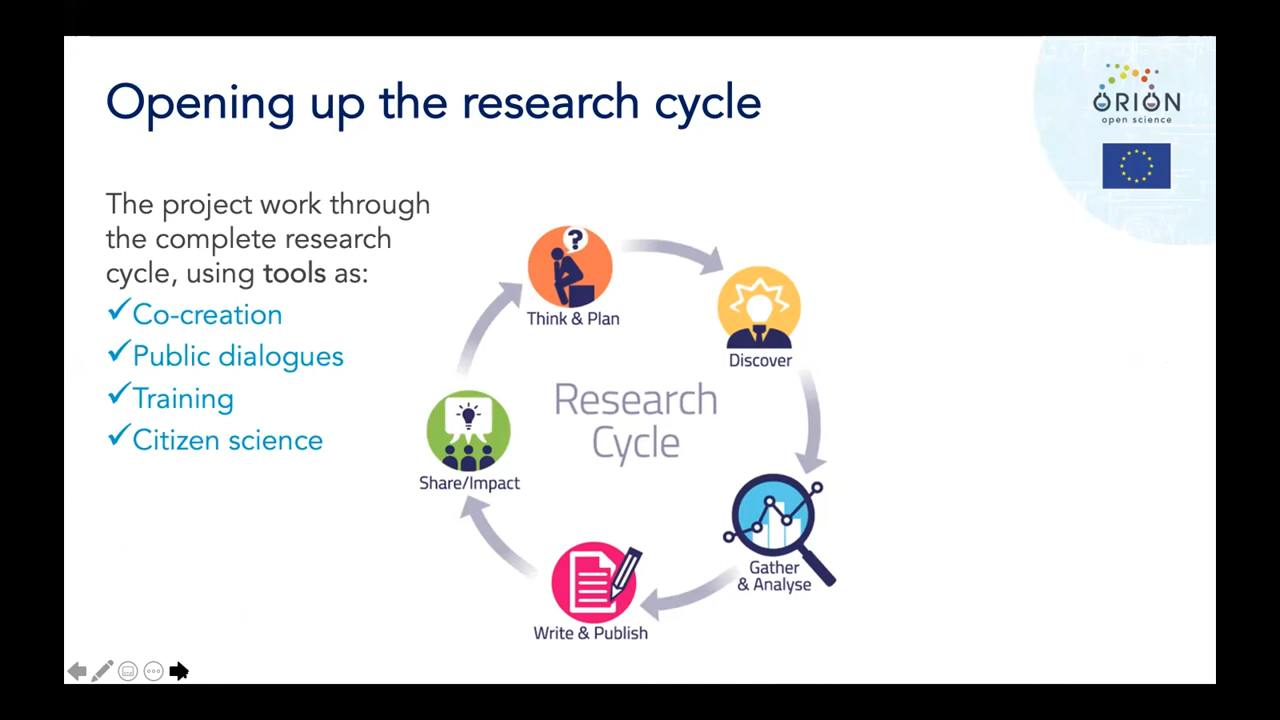 Opening up the research cycle
ORION
open science
The project work through
the complete research
cycle, using tools as:
✓Co-creation
✓Public dialogues
✓Training
✓Citizen science
?
Think & Plan
Discover
Research
Cycle
Share/Impact
Gather
& Analyse
Write & Publish